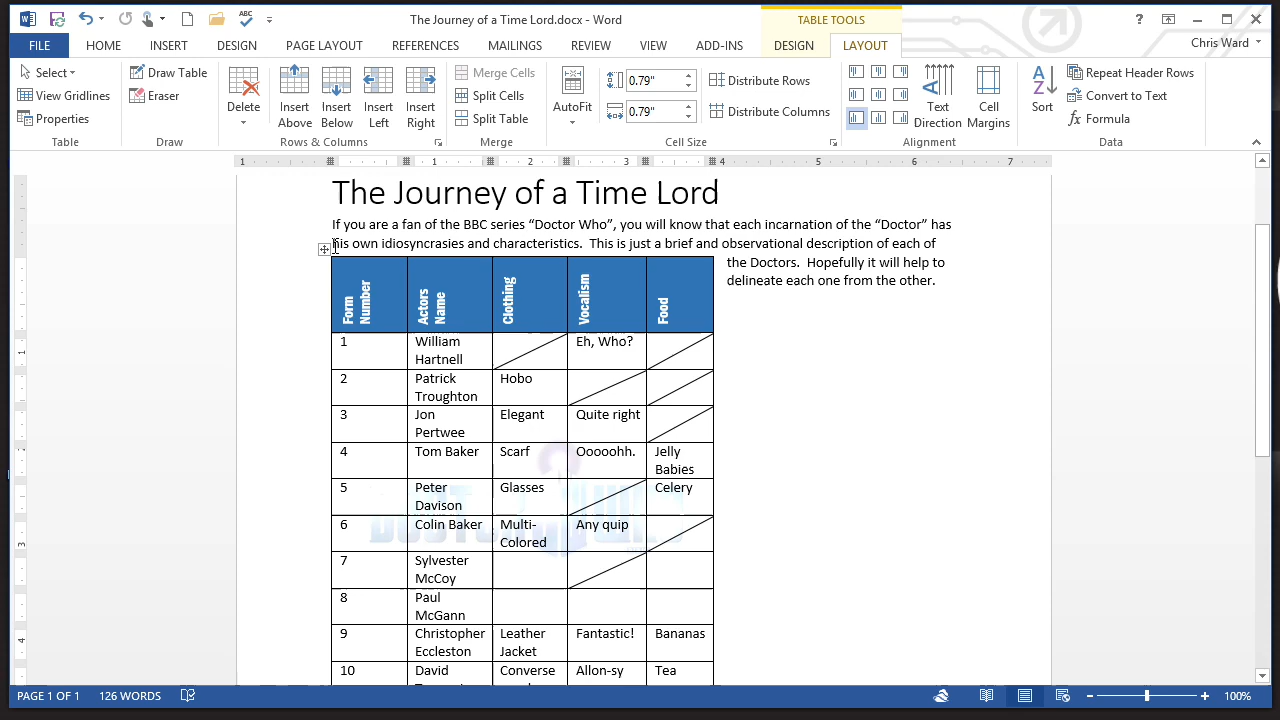 The Journey of a Time Lord.docx - Word
TABLE TOOLS
FILE HOME INSERT DESIGN PAGE LAYOUT REFERENCES MAILINGS REVIEW VIEW ADD-INS DESIGN LAYOUT Chris Ward
Select Draw Table Merge Cells 0.79" Distribute Rows Repeat Header Rows
View Gridlines Eraser Split Cells Convert to Text
Delete Insert Above Insert Below Insert Left Insert Right AutoFit Text Direction Cell Margins Sort
Properties Split Table 0.79" Distribute Columns Formula
Table Draw Rows & Columns Merge Cell Size Alignment Data
1 1 2 3 4 5 6 7
The Journey of a Time Lord
If you are a fan of the BBC series “Doctor Who”, you will know that each incarnation of the “Doctor” has
his own idiosyncrasies and characteristics. This is just a brief and observational description of each of
the Doctors. Hopefully it will help to
delineate each one from the other.
Form Number Actors Name Clothing Vocalism Food
1 William Hartnell Eh, Who?
2 Patrick Troughton Hobo
3 Jon Pertwee Elegant Quite right
4 Tom Baker Scarf Ooooohh. Jelly Babies
5 Peter Davison Glasses Celery
6 Colin Baker Multi-Colored Any quip
7 Sylvester McCoy
8 Paul McGann
9 Christopher Eccleston Leather Jacket Fantastic! Bananas
10 David Converse Allon-sy Tea
PAGE 1 OF 1 126 WORDS 100%